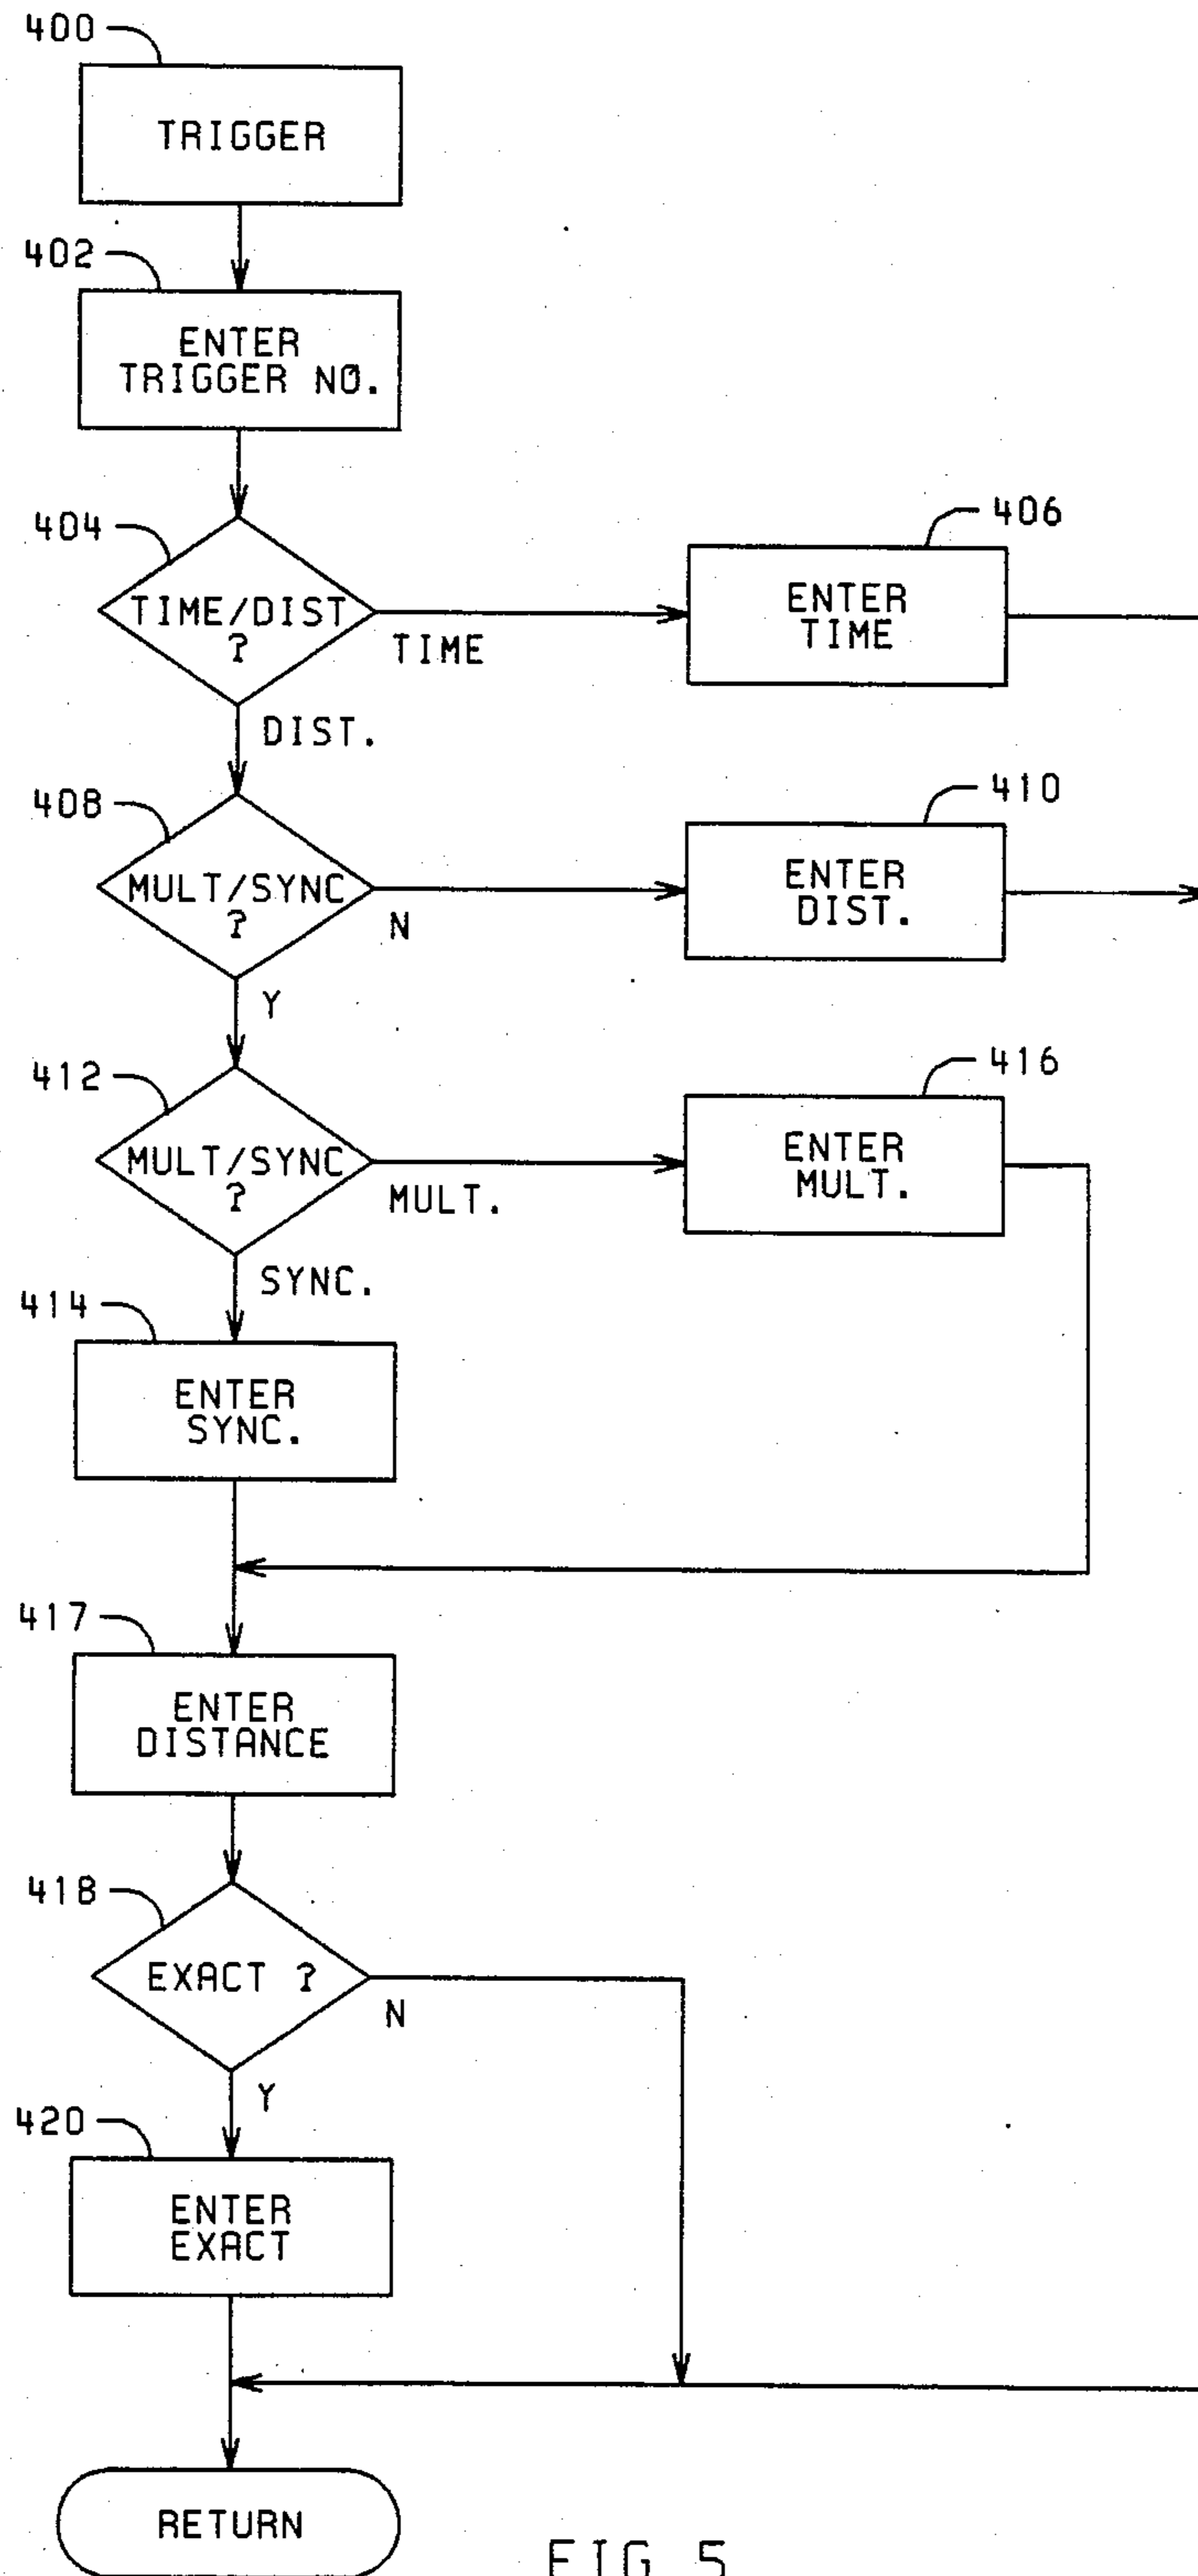 400
TRIGGER
402
ENTER
TRIGGER NO.
404
TIME/DIST
?
TIME
406
ENTER
TIME
DIST.
408
MULT/SYNC
?
N
410
ENTER
DIST.
Y
412
MULT/SYNC
?
MULT.
416
ENTER
MULT.
SYNC.
414
ENTER
SYNC.
417
ENTER
DISTANCE
418
EXACT ?
N
Y
420
ENTER
EXACT
RETURN
FIG 5